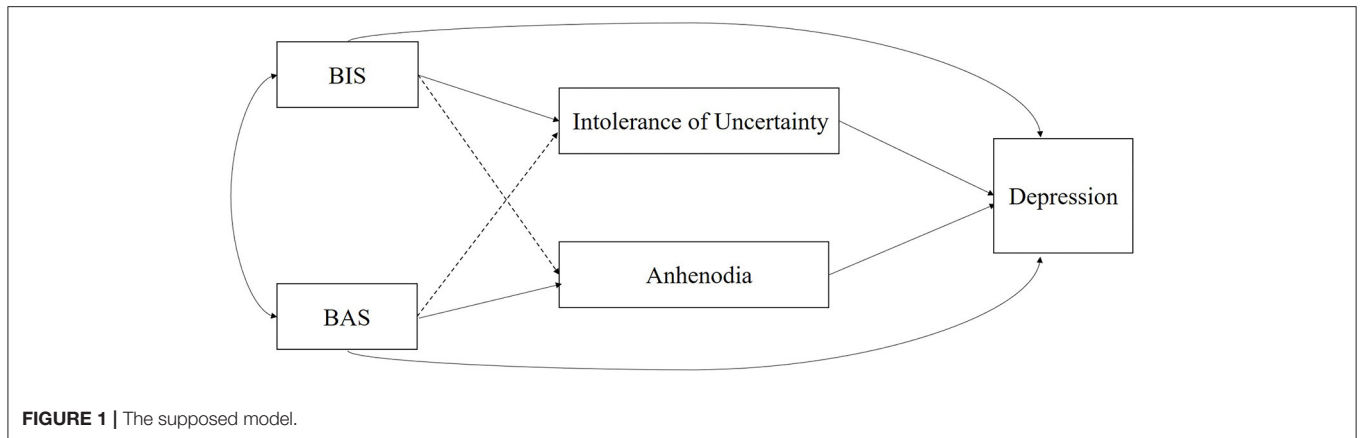 BIS
Intolerance of Uncertainty
Depression
Anhenodia
BAS
FIGURE 1 | The supposed model.